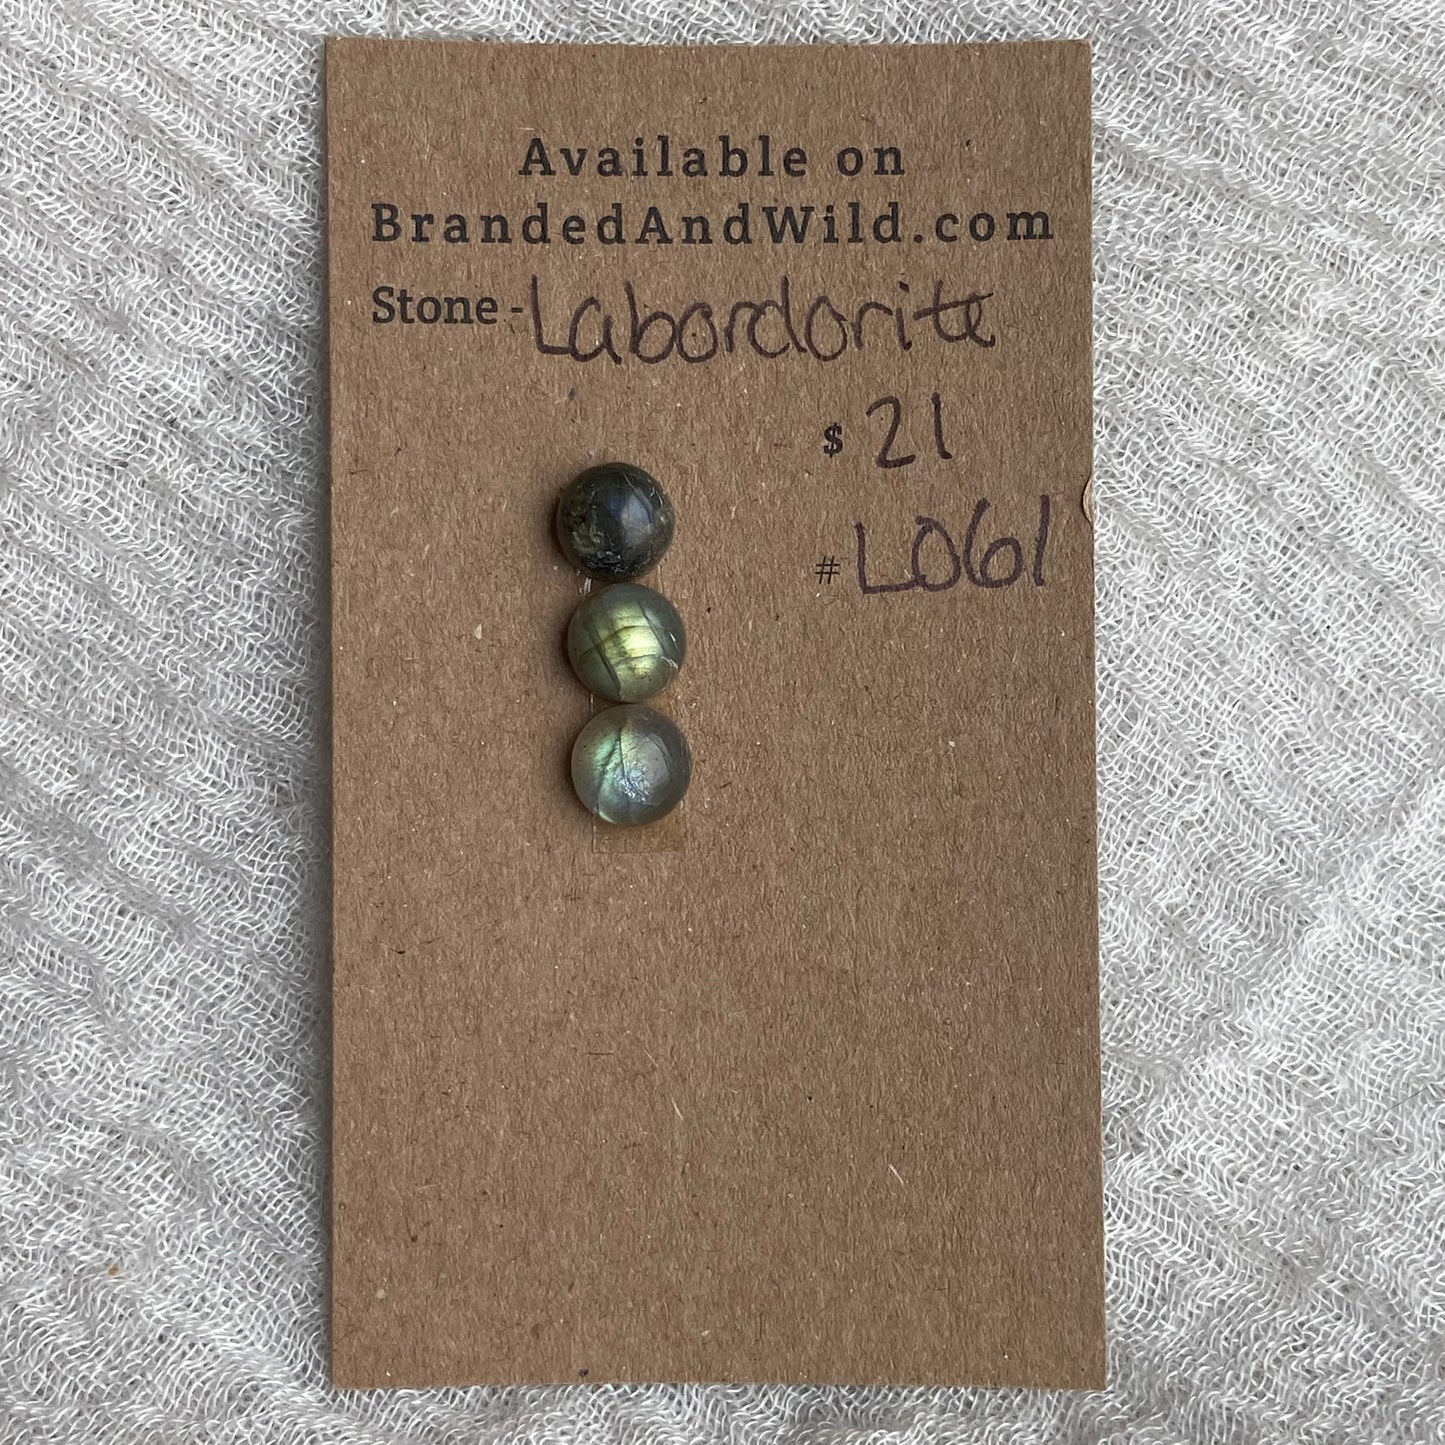 Available on
BrandedAndWild.com
Stone - Labordorite
$ 21
# L061